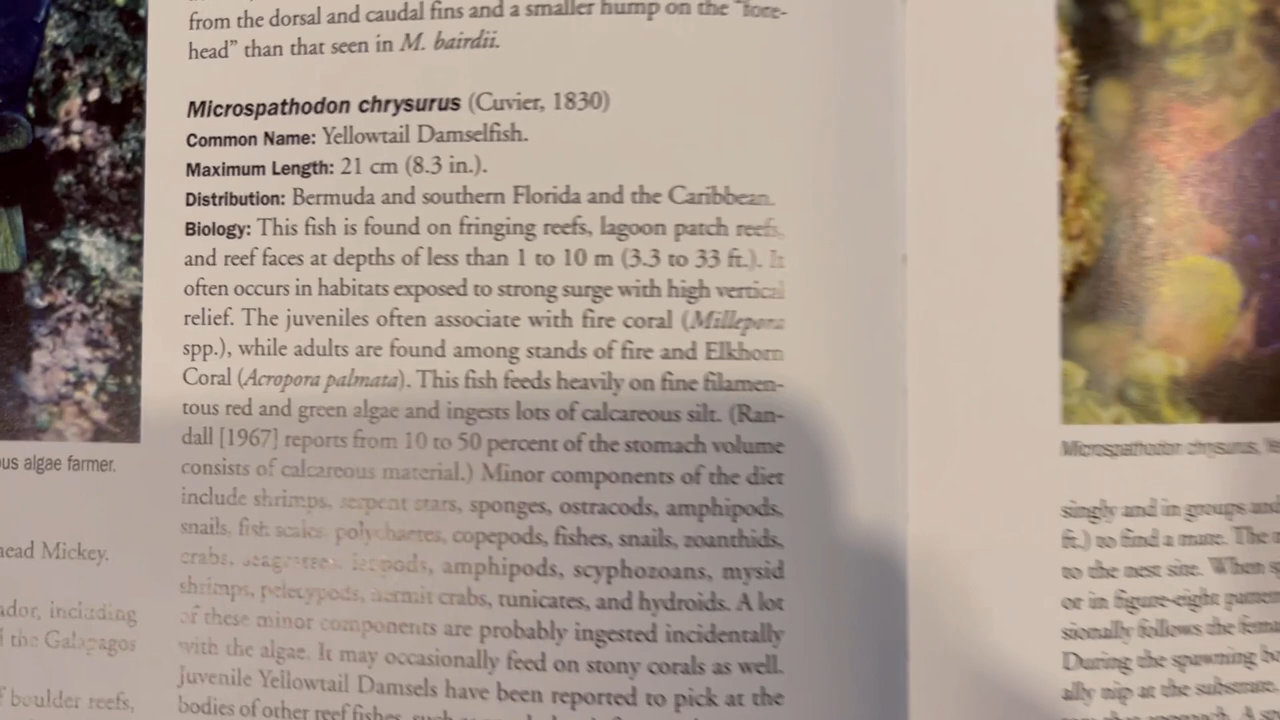 from the dorsal and caudal fins and a smaller hump on the "fore-
head" than that seen in M. bairdii.
Microspathodon chrysurus (Cuvier, 1830)
Common Name: Yellowtail Damselfish.
Maximum Length: 21 cm (8.3 in.).
Distribution: Bermuda and southern Florida and the Caribbean.
Biology: This fish is found on fringing reefs, lagoon patch reefs,
and reef faces at depths of less than 1 to 10 m (3.3 to 33 ft.). It
often occurs in habitats exposed to strong surge with high vertical
relief. The juveniles often associate with fire coral (Millepora
spp.), while adults are found among stands of fire and Elkhorn
Coral (Acropora palmata). This fish feeds heavily on fine filamen-
tous red and green algae and ingests lots of calcareous silt. (Ran-
dall [1967] reports from 10 to 50 percent of the stomach volume
consists of calcareous material.) Minor components of the diet
include shrimps, serpent stars, sponges, ostracods, amphipods,
snails, fish scales, polychaetes, copepods, fishes, snails, zoanthids,
crabs, seagrasses, isopods, amphipods, scyphozoans, mysid
shrimps, pelecypods, hermit crabs, tunicates, and hydroids. A lot
of these minor components are probably ingested incidentally
with the algae. It may occasionally feed on stony corals as well.
Juvenile Yellowtail Damsels have been reported to pick at the
bodies of other reef fishes, such
us algae farmer.
ead Mickey.
ador, including
the Galapagos
boulder reefs,
Microspathodon chrysurus,
singly and in groups and
ft.) to find a mate. The
to the nest site. When
or in figure-eight
sionally follows the
During the spawning
ally nip at the substrate,